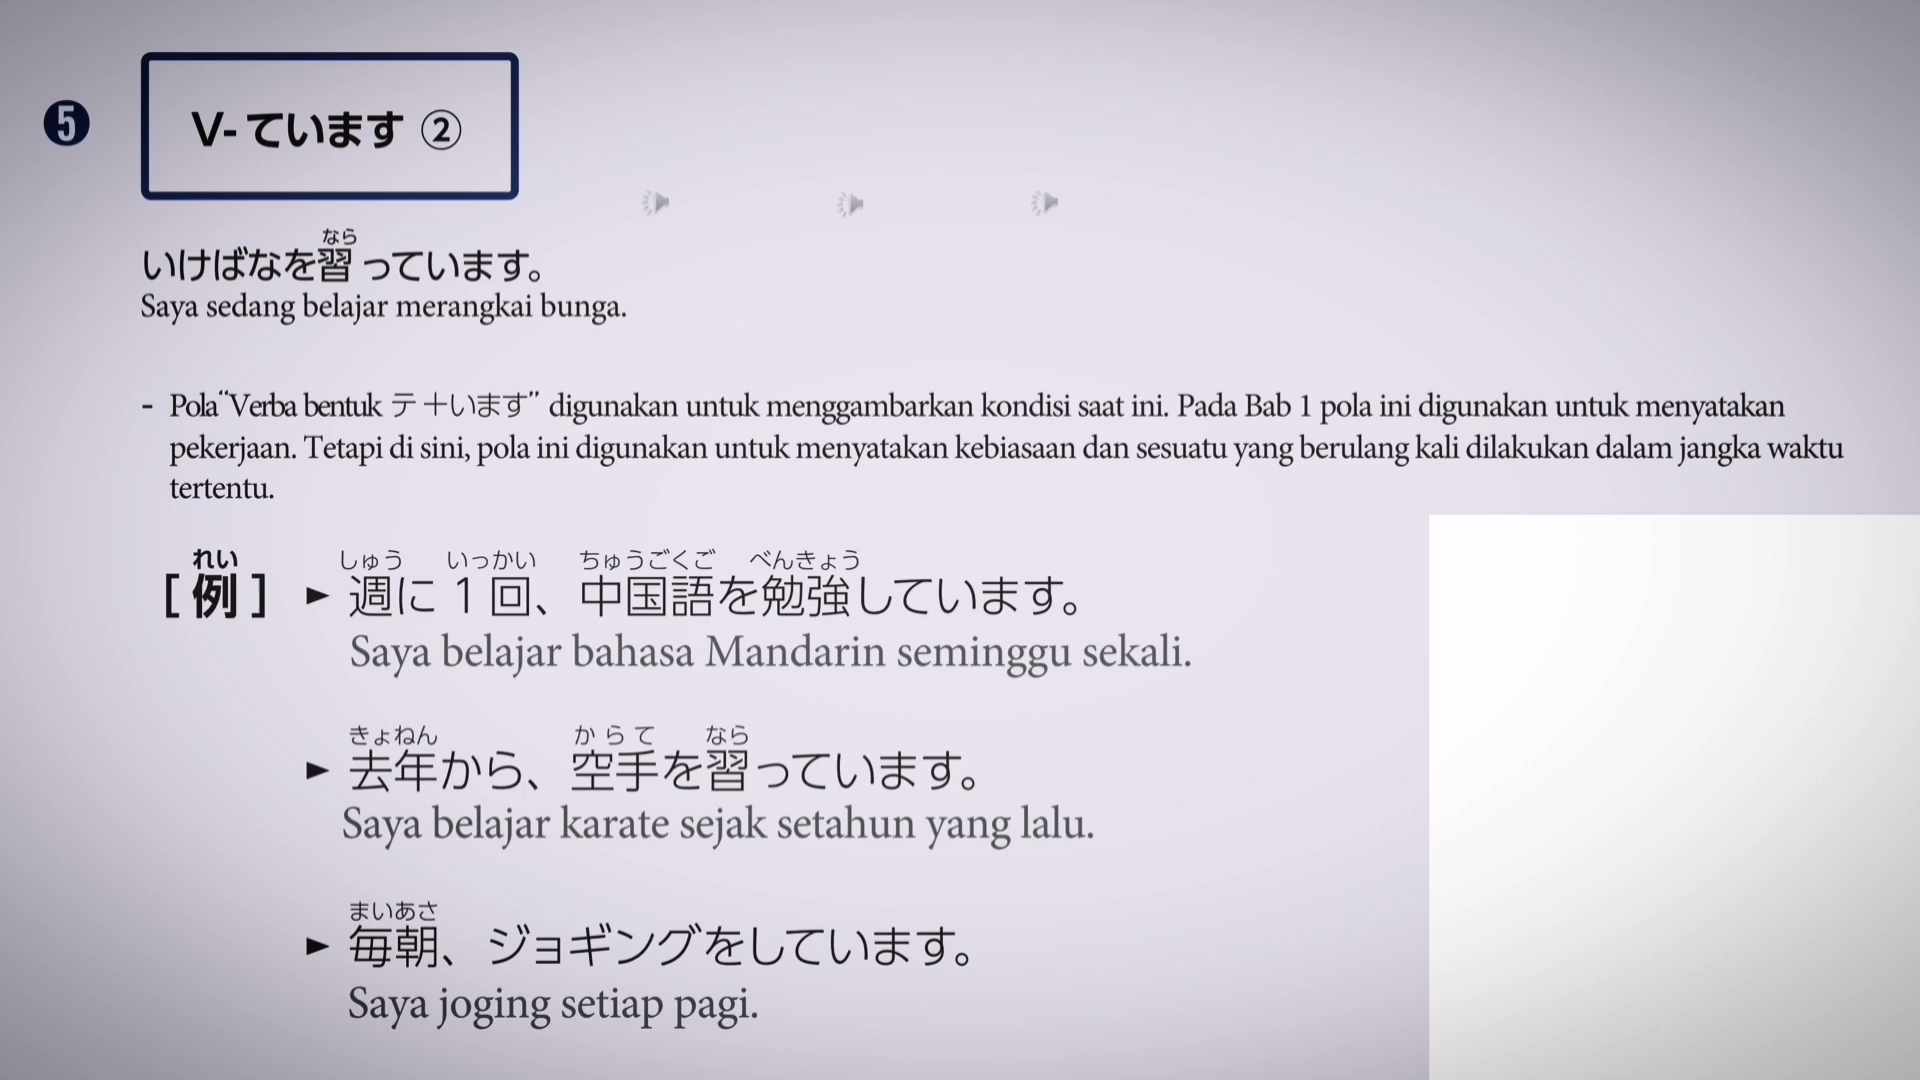 ❺ V-ています ②
なら
いけばなを習っています。
Saya sedang belajar merangkai bunga.
- Pola“Verba bentuk テ＋います” digunakan untuk menggambarkan kondisi saat ini. Pada Bab 1 pola ini digunakan untuk menyatakan
pekerjaan. Tetapi di sini, pola ini digunakan untuk menyatakan kebiasaan dan sesuatu yang berulang kali dilakukan dalam jangka waktu
tertentu.
れい しゅう いっかい ちゅうごくご べんきょう
[例] ► 週に1回、中国語を勉強しています。
Saya belajar bahasa Mandarin seminggu sekali.
きょねん からて なら
► 去年から、空手を習っています。
Saya belajar karate sejak setahun yang lalu.
まいあさ
► 毎朝、ジョギングをしています。
Saya joging setiap pagi.